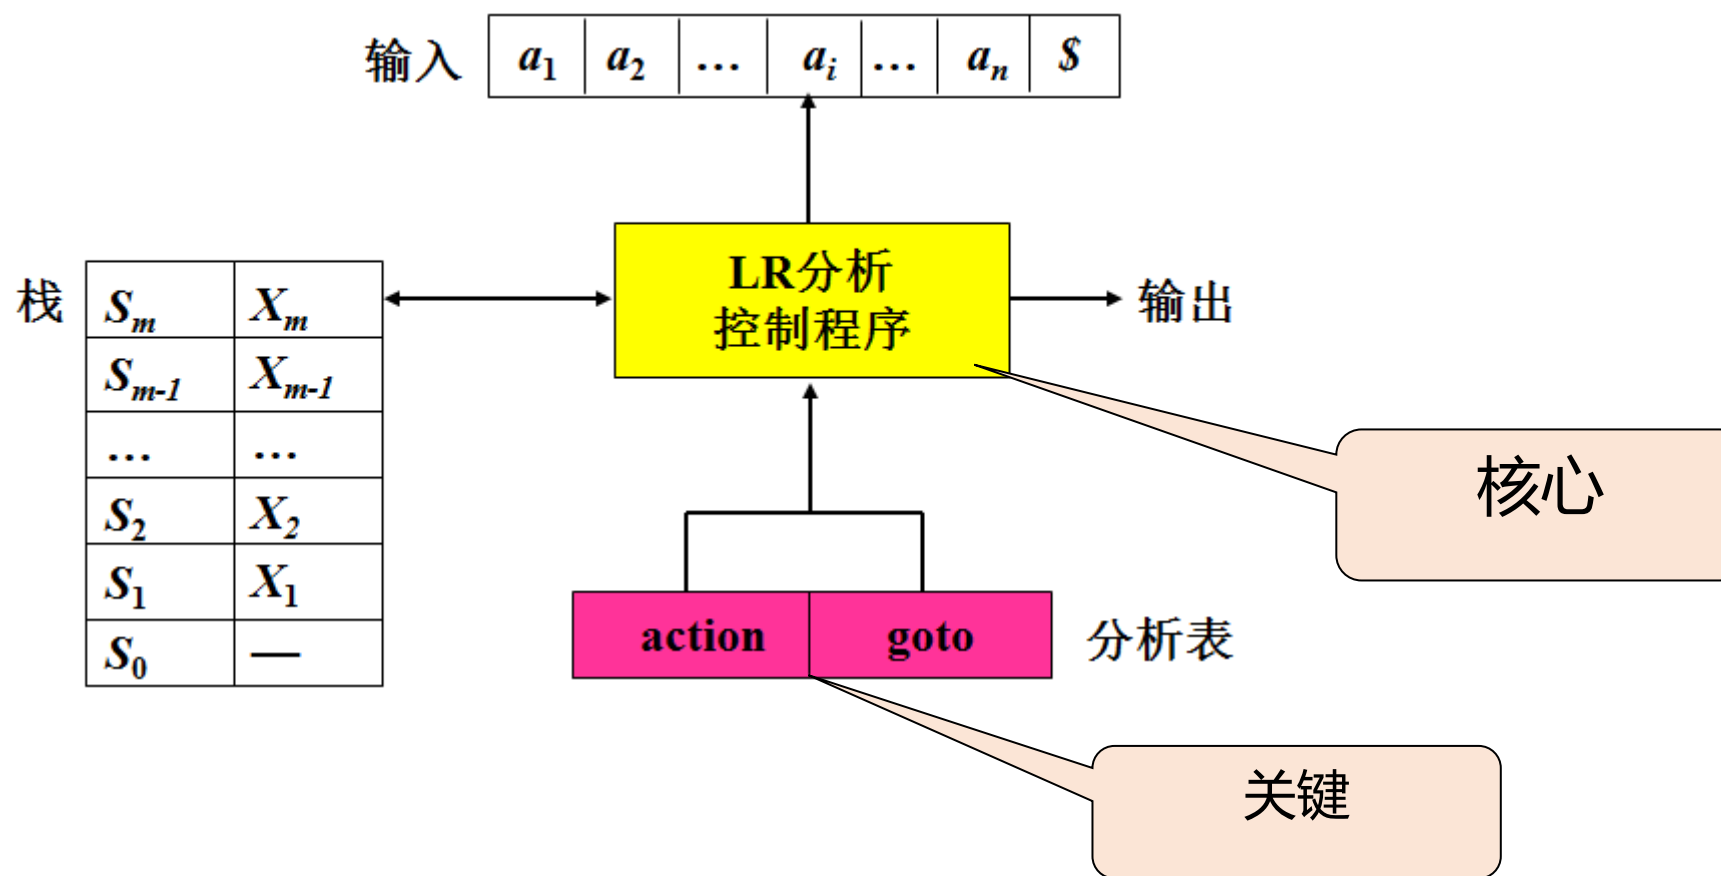 输入 a1 a2 … ai … an $
LR分析
控制程序
输出
栈
Sm Xm
Sm-1 Xm-1
… …
S2 X2
S1 X1
S0 —
核心
action goto 分析表
关键